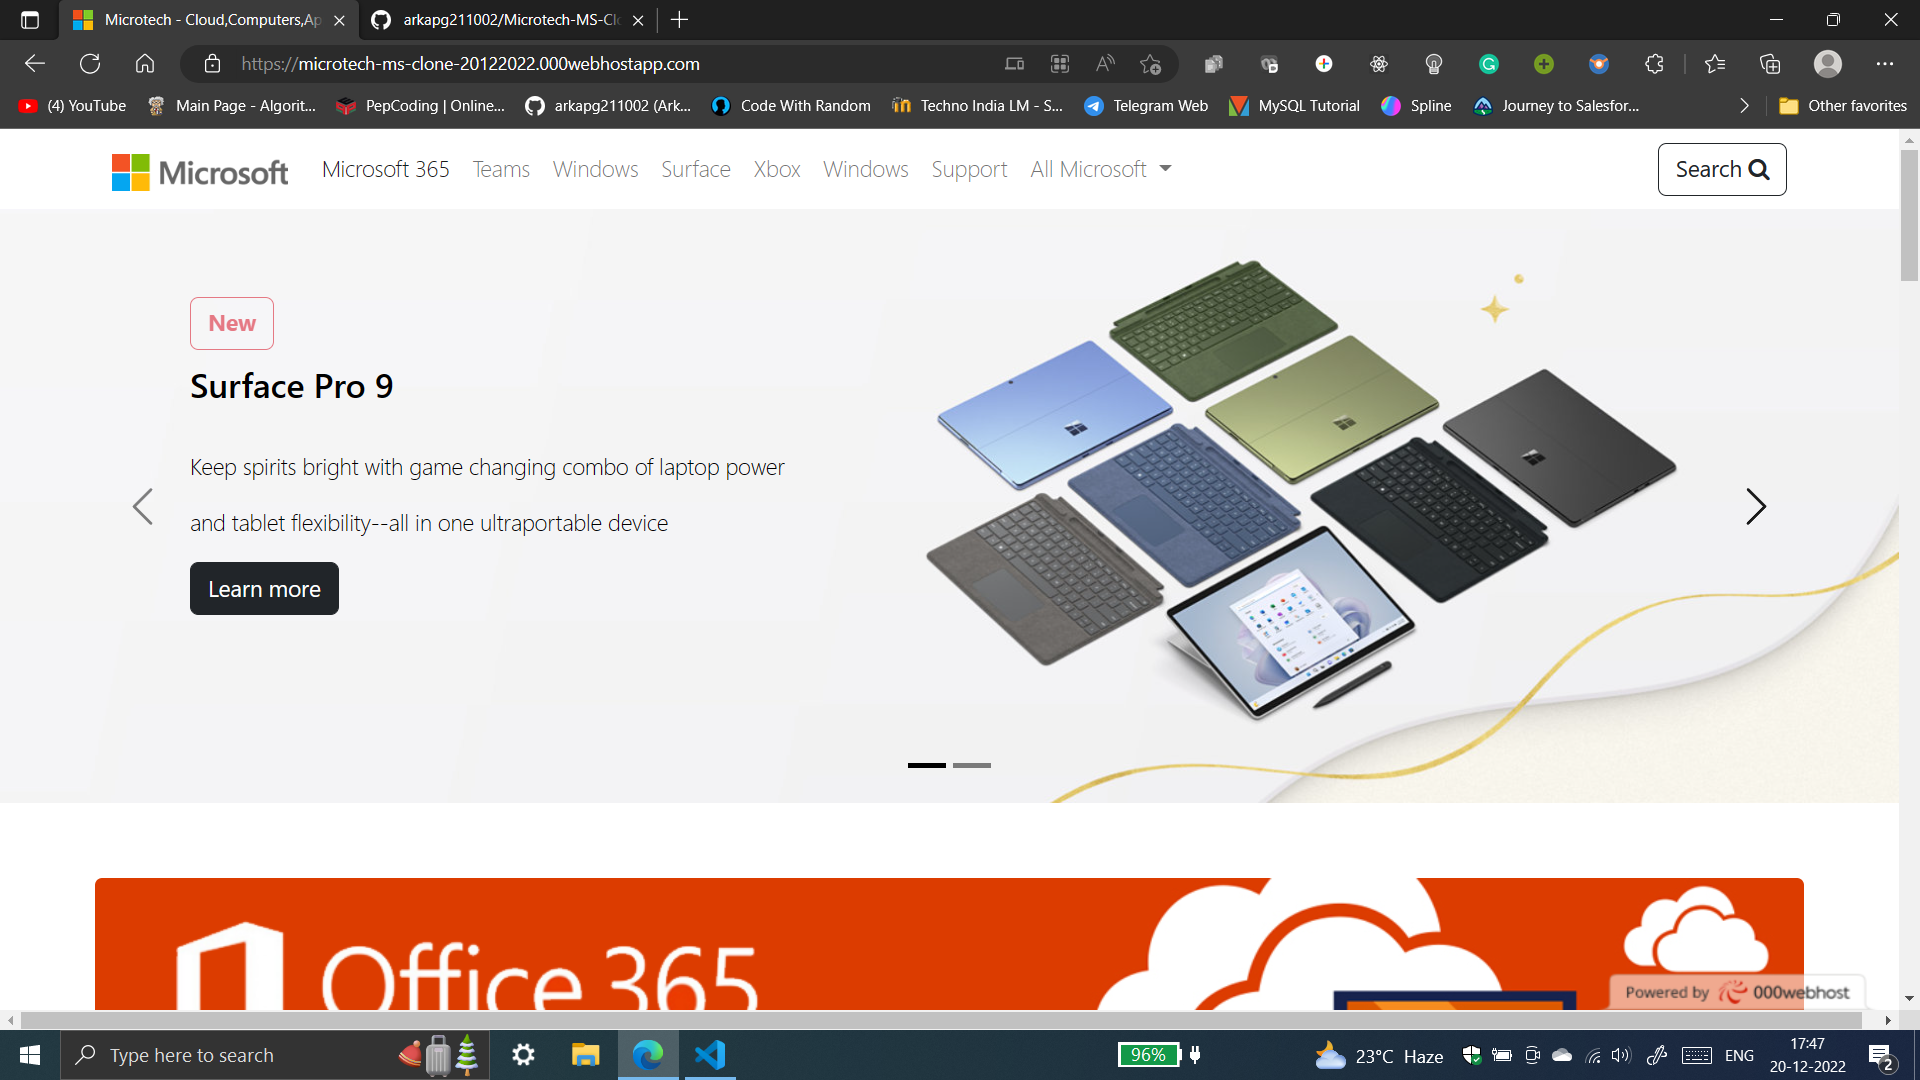 Microtech - Cloud,Computers,Ap
arkapg211002/Microtech-MS-Clo
https://microtech-ms-clone-20122022.000webhostapp.com
(4) YouTube
Main Page - Algorit...
PepCoding | Online...
arkapg211002 (Ark...
Code With Random
Techno India LM - S...
Telegram Web
MySQL Tutorial
Spline
Journey to Salesfor...
Other favorites
Microsoft
Microsoft 365
Teams
Windows
Surface
Xbox
Windows
Support
All Microsoft
Search
New
Surface Pro 9
Keep spirits bright with game changing combo of laptop power
and tablet flexibility--all in one ultraportable device
Learn more
Office 365
Powered by 000webhost
Type here to search
96%
23°C Haze
ENG
17:47
20-12-2022
2